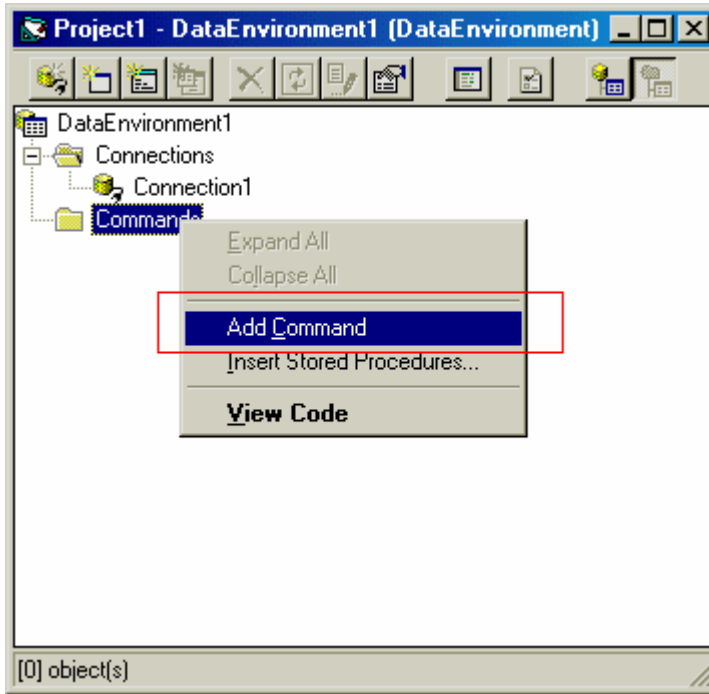 Project1 - DataEnvironment1 (DataEnvironment)
DataEnvironment1
Connections
Connection1
Commands
Expand All
Collapse All
Add Command
Insert Stored Procedures...
View Code
[0] object(s)